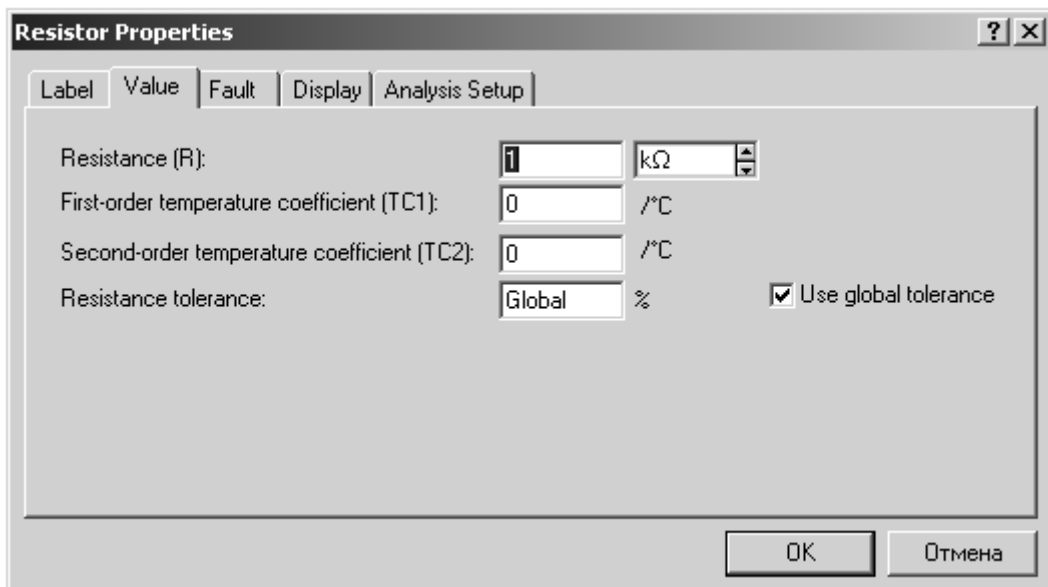 Resistor Properties ? ×
Label Value Fault Display Analysis Setup
Resistance (R): 1 kΩ
First-order temperature coefficient (TC1): 0 /°C
Second-order temperature coefficient (TC2): 0 /°C
Resistance tolerance: Global % Use global tolerance
OK Отмена